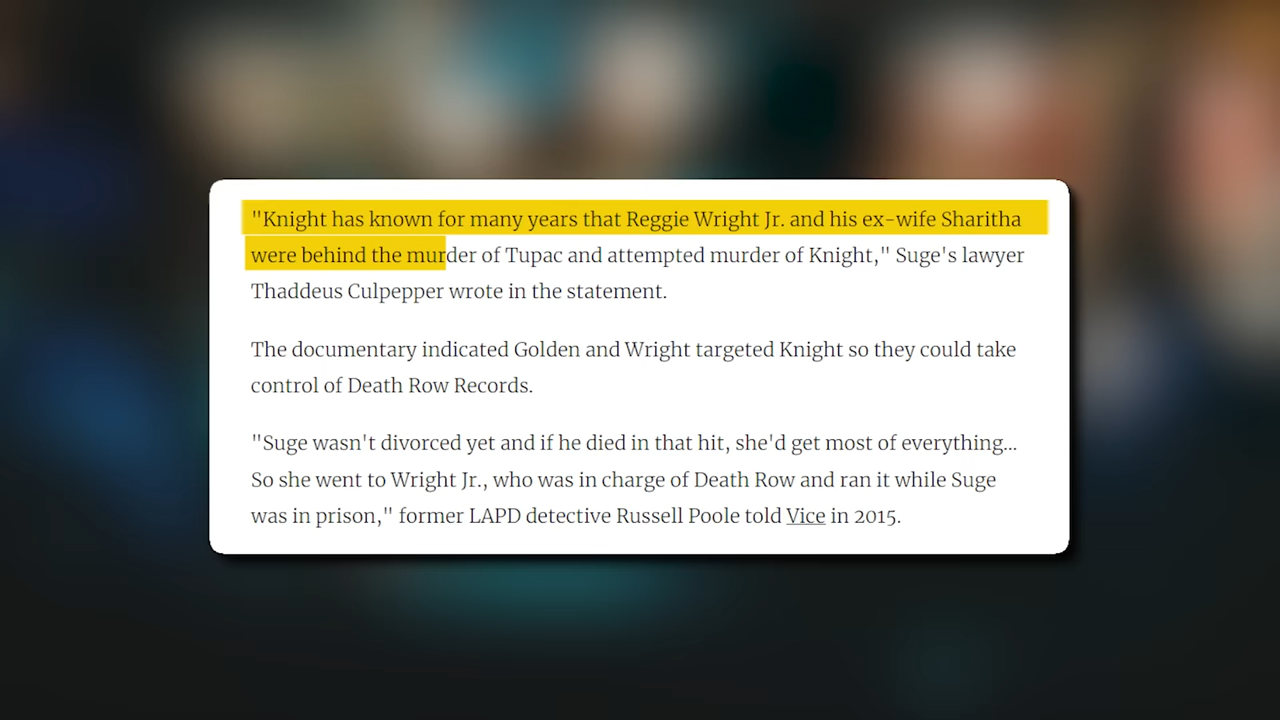 "Knight has known for many years that Reggie Wright Jr. and his ex-wife Sharitha
were behind the murder of Tupac and attempted murder of Knight," Suge's lawyer
Thaddeus Culpepper wrote in the statement.
The documentary indicated Golden and Wright targeted Knight so they could take
control of Death Row Records.
"Suge wasn't divorced yet and if he died in that hit, she'd get most of everything...
So she went to Wright Jr., who was in charge of Death Row and ran it while Suge
was in prison," former LAPD detective Russell Poole told Vice in 2015.